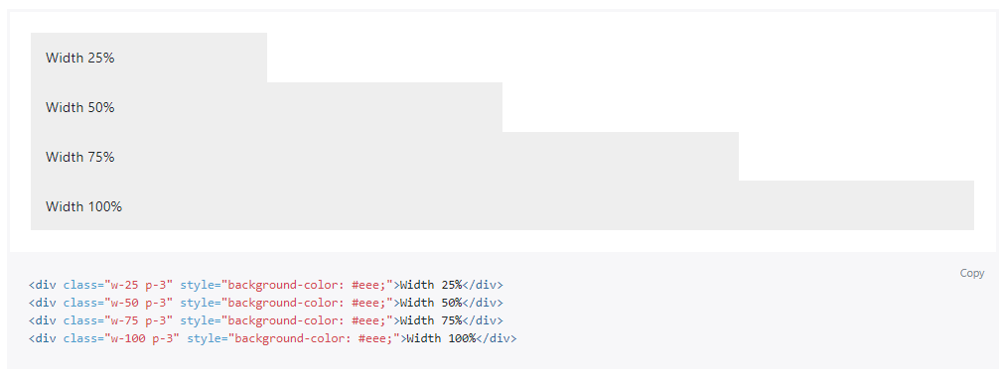 Width 25%
Width 50%
Width 75%
Width 100%
Copy
<div class="w-25 p-3" style="background-color: #eee;">Width 25%</div>
<div class="w-50 p-3" style="background-color: #eee;">Width 50%</div>
<div class="w-75 p-3" style="background-color: #eee;">Width 75%</div>
<div class="w-100 p-3" style="background-color: #eee;">Width 100%</div>